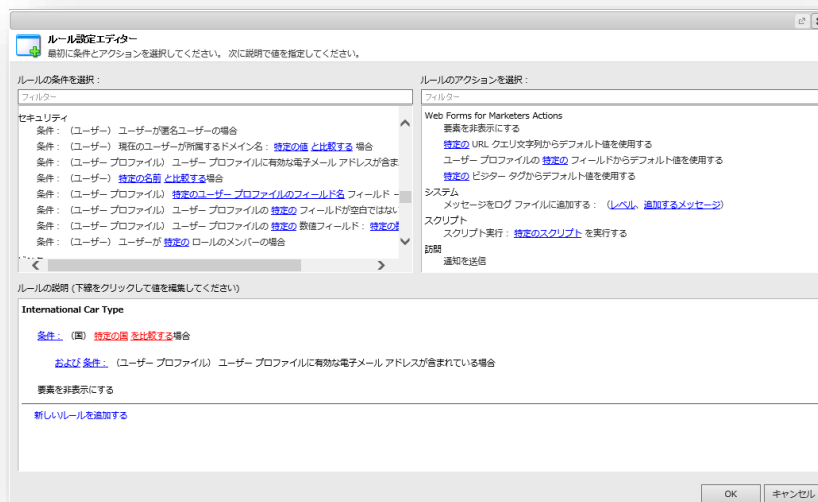 ルール設定エディター
最初に条件とアクションを選択してください。 次に説明で値を指定してください。
ルールの条件を選択：
フィルター
セキュリティ
条件： （ユーザー） ユーザーが匿名ユーザーの場合
条件： （ユーザー） 現在のユーザーが所属するドメイン名： 特定の値 と比較する 場合
条件： （ユーザー プロファイル） ユーザー プロファイルに有効な電子メール アドレスが含ま
条件： （ユーザー） 特定の名前 と比較する場合
条件： （ユーザー プロファイル） 特定のユーザー プロファイルのフィールド名 フィールド -
条件： （ユーザー プロファイル） ユーザー プロファイルの 特定の フィールドが空白ではない
条件： （ユーザー プロファイル） ユーザー プロファイルの 特定の 数値フィールド： 特定の
条件： （ユーザー） ユーザーが 特定の ロールのメンバーの場合
ルールのアクションを選択：
フィルター
Web Forms for Marketers Actions
要素を非表示にする
特定の URL クエリ文字列からデフォルト値を使用する
ユーザー プロファイルの 特定の フィールドからデフォルト値を使用する
特定の ビジター タグからデフォルト値を使用する
システム
メッセージをログ ファイルに追加する： （レベル、追加するメッセージ）
スクリプト
スクリプト実行： 特定のスクリプト を実行する
訪問
通知を送信
ルールの説明 (下線をクリックして値を編集してください)
International Car Type
条件： （国） 特定の国 を比較する場合
および 条件： （ユーザー プロファイル） ユーザー プロファイルに有効な電子メール アドレスが含まれている場合
要素を非表示にする
新しいルールを追加する
OK
キャンセル